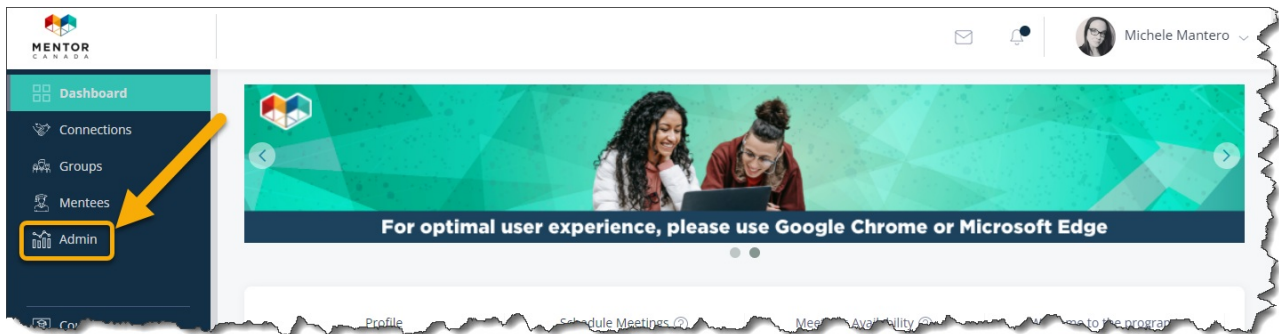 MENTOR
CANADA
Michele Mantero
Dashboard
Connections
Groups
Mentees
Admin
For optimal user experience, please use Google Chrome or Microsoft Edge
Profile
Schedule Meetings